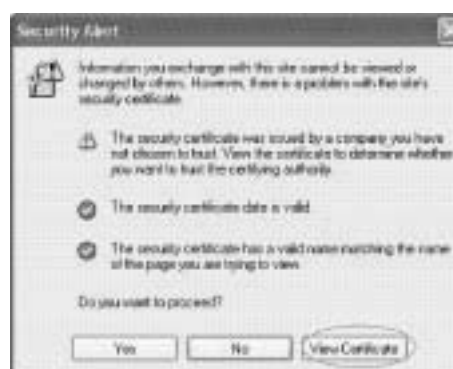 Security Alert
Information you exchange with this site cannot be viewed or
changed by others. However, there is a problem with the site's
security certificate.
The security certificate was issued by a company you have
not chosen to trust. View the certificate to determine whether
you want to trust the certifying authority.
The security certificate date is valid.
The security certificate has a valid name matching the name
of the page you are trying to view.
Do you want to proceed?
Yes No View Certificate